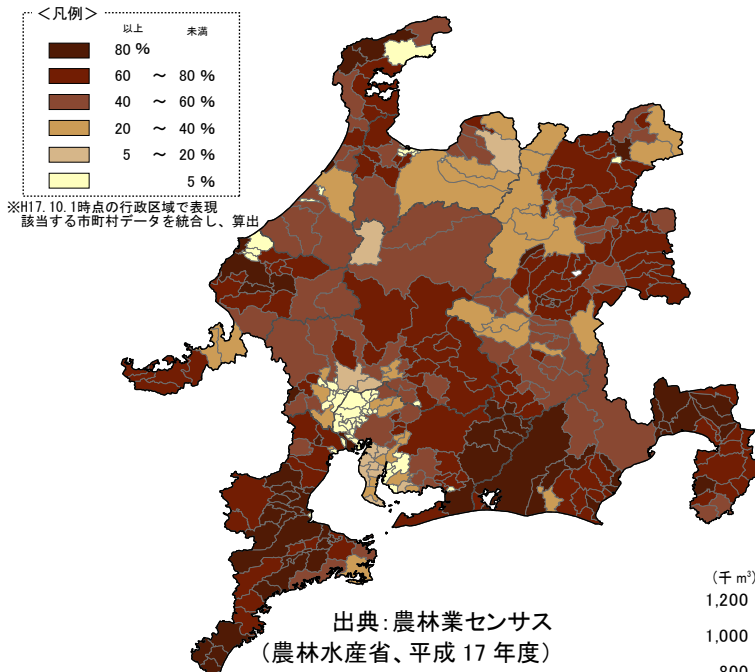 ＜凡例＞
以上 未満
80 %
60 ～ 80 %
40 ～ 60 %
20 ～ 40 %
5 ～ 20 %
5 %
※H17.10.1時点の行政区域で表現
該当する市町村データを統合し、算出
出典：農林業センサス
（農林水産省、平成 17 年度）
(千㎥)
1,200
1,000
800